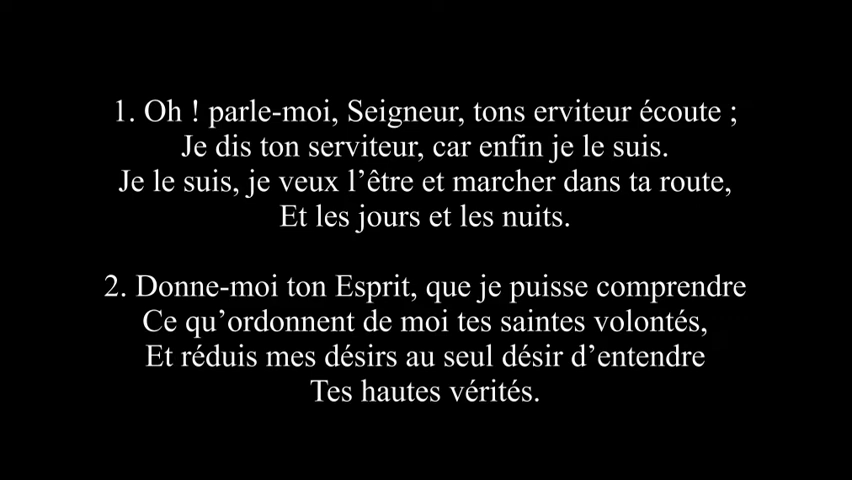 1. Oh ! parle-moi, Seigneur, tons erviteur écoute ;
Je dis ton serviteur, car enfin je le suis.
Je le suis, je veux l’être et marcher dans ta route,
Et les jours et les nuits.
2. Donne-moi ton Esprit, que je puisse comprendre
Ce qu’ordonnent de moi tes saintes volontés,
Et réduis mes désirs au seul désir d’entendre
Tes hautes vérités.